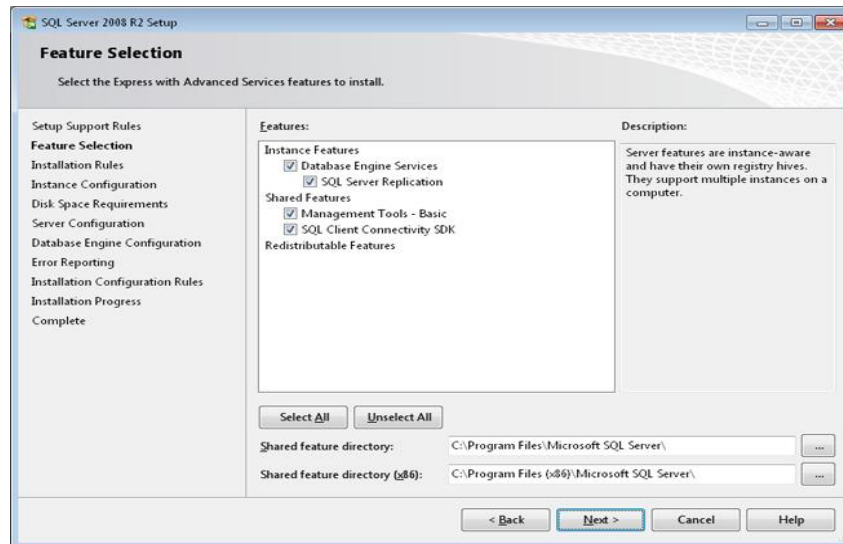 SQL Server 2008 R2 Setup
Feature Selection
Select the Express with Advanced Services features to install.
Setup Support Rules
Feature Selection
Installation Rules
Instance Configuration
Disk Space Requirements
Server Configuration
Database Engine Configuration
Error Reporting
Installation Configuration Rules
Installation Progress
Complete
Features:
Instance Features
Database Engine Services
SQL Server Replication
Shared Features
Management Tools - Basic
SQL Client Connectivity SDK
Redistributable Features
Description:
Server features are instance-aware
and have their own registry hives.
They support multiple instances on a
computer.
Select All
Unselect All
Shared feature directory:
C:\Program Files\Microsoft SQL Server\
...
Shared feature directory (x86):
C:\Program Files (x86)\Microsoft SQL Server\
...
< Back
Next >
Cancel
Help